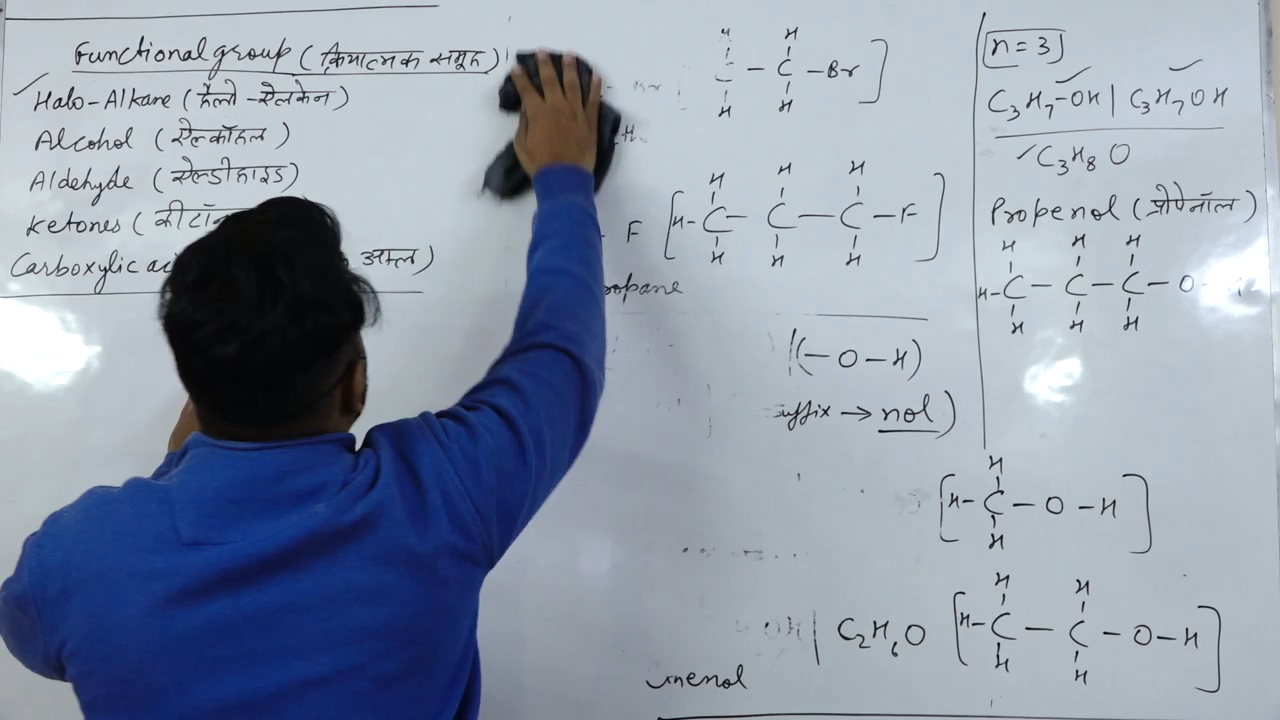 Functional group (क्रियात्मक समूह)
Halo-Alkane (हैलो-ऐलकेन)
Alcohol (ऐल्कॉहल)
Aldehyde (ऐल्डीहाइड)
Ketones (कीटॉन
Carboxylic aci अम्ल)
H H
C - C - Br ]
H H
H H H
F [H- C - C - C - F ]
H H H
opane
(- O - H)
uffix → nol)
n = 3
C3H7-OH | C3H7OH
C3H8O
Propenol (प्रोपेनॉल)
H H H
H- C - C - C - O
H H H
H
[H- C - O - H ]
H
H H
C2H6O [H- C - C - O - H ]
H H